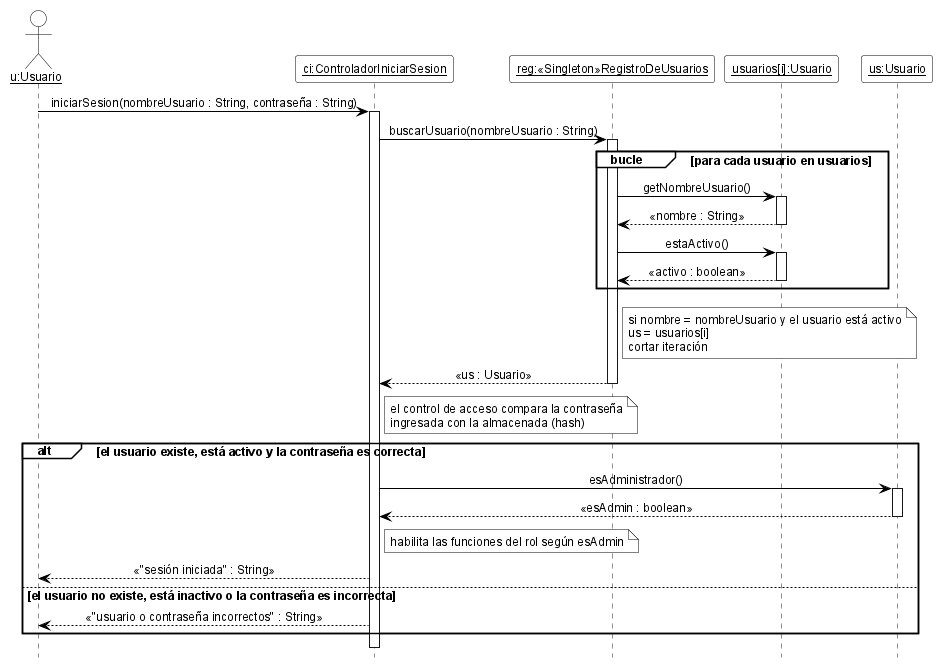 u:Usuario
ci:ControladorIniciarSesion
reg:«Singleton»RegistroDeUsuarios
usuarios[i]:Usuario
us:Usuario
iniciarSesion(nombreUsuario : String, contraseña : String)
buscarUsuario(nombreUsuario : String)
bucle
[para cada usuario en usuarios]
getNombreUsuario()
«nombre : String»
estaActivo()
«activo : boolean»
si nombre = nombreUsuario y el usuario está activo
us = usuarios[i]
cortar iteración
«us : Usuario»
el control de acceso compara la contraseña
ingresada con la almacenada (hash)
alt
[el usuario existe, está activo y la contraseña es correcta]
esAdministrador()
«esAdmin : boolean»
habilita las funciones del rol según esAdmin
«"sesión iniciada" : String»
[el usuario no existe, está inactivo o la contraseña es incorrecta]
«"usuario o contraseña incorrectos" : String»